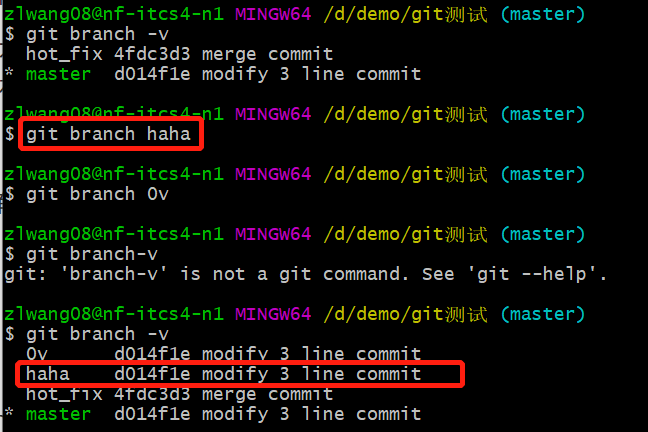 zlwang08@nf-itcs4-n1 MINGW64 /d/demo/git测试 (master)
$ git branch -v
  hot_fix 4fdc3d3 merge commit
* master  d014f1e modify 3 line commit
zlwang08@nf-itcs4-n1 MINGW64 /d/demo/git测试 (master)
$ git branch haha
zlwang08@nf-itcs4-n1 MINGW64 /d/demo/git测试 (master)
$ git branch 0v
zlwang08@nf-itcs4-n1 MINGW64 /d/demo/git测试 (master)
$ git branch-v
git: 'branch-v' is not a git command. See 'git --help'.
zlwang08@nf-itcs4-n1 MINGW64 /d/demo/git测试 (master)
$ git branch -v
  0v      d014f1e modify 3 line commit
  haha    d014f1e modify 3 line commit
  hot_fix 4fdc3d3 merge commit
* master  d014f1e modify 3 line commit